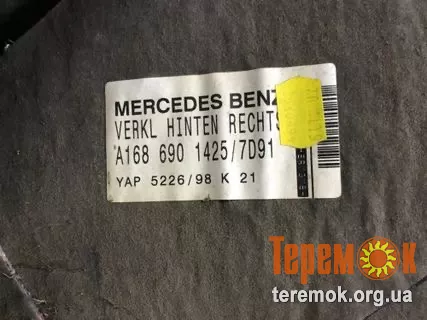 MERCEDES BENZ
VERKL HINTEN RECHTS
A168 690 1425/7D91
YAP 5226/98 K 21
Теремок
teremok.org.ua